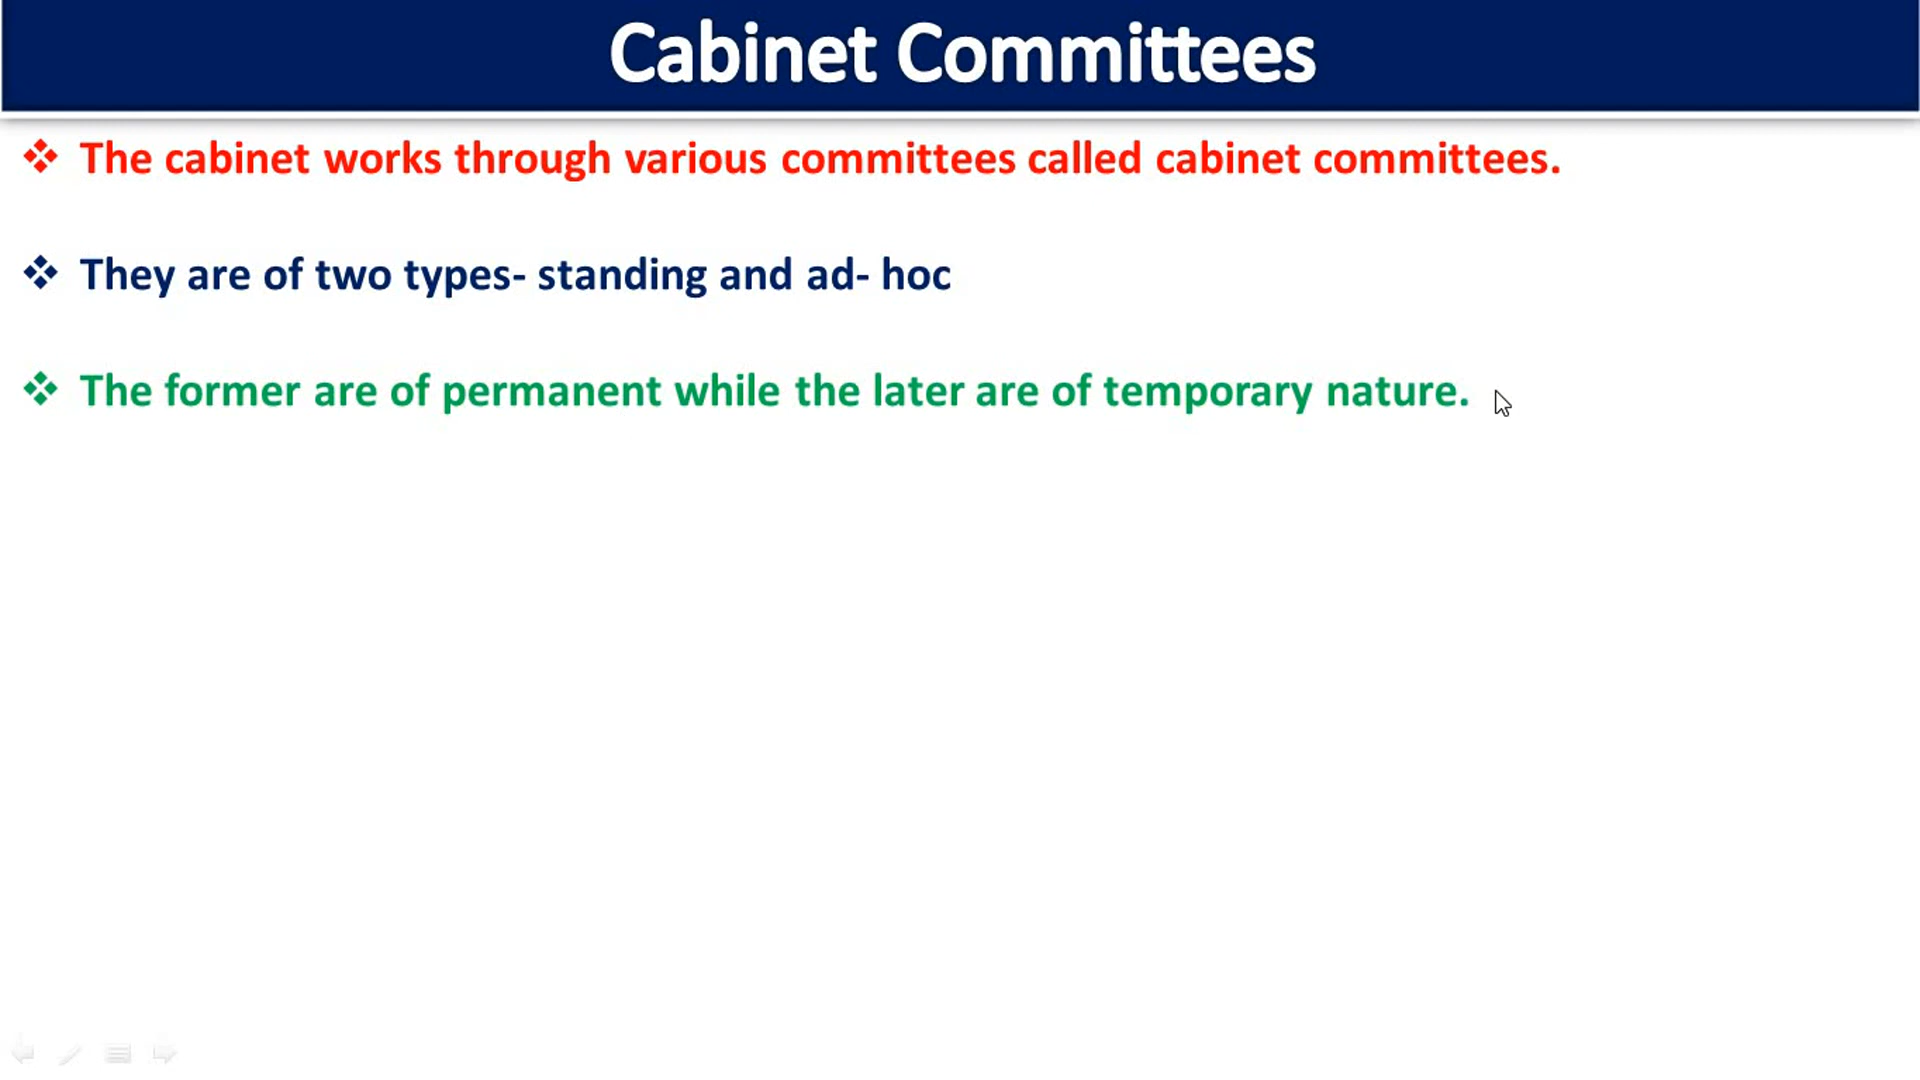 Cabinet Committees
❖ The cabinet works through various committees called cabinet committees.
❖ They are of two types- standing and ad- hoc
❖ The former are of permanent while the later are of temporary nature.